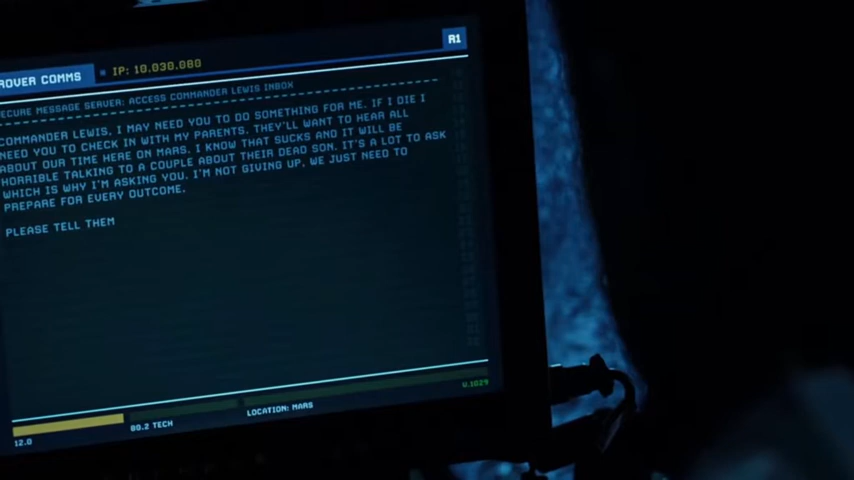 ROVER COMMS
IP: 10.030.080
R1
SECURE MESSAGE SERVER: ACCESS COMMANDER LEWIS INBOX
COMMANDER LEWIS, I MAY NEED YOU TO DO SOMETHING FOR ME. IF I DIE I
NEED YOU TO CHECK IN WITH MY PARENTS. THEY'LL WANT TO HEAR ALL
ABOUT OUR TIME HERE ON MARS. I KNOW THAT SUCKS AND IT WILL BE
HORRIBLE TALKING TO A COUPLE ABOUT THEIR DEAD SON. IT'S A LOT TO ASK
WHICH IS WHY I'M ASKING YOU. I'M NOT GIVING UP, WE JUST NEED TO
PREPARE FOR EVERY OUTCOME.
PLEASE TELL THEM
12.0
80.2 TECH
LOCATION: MARS
V.1029